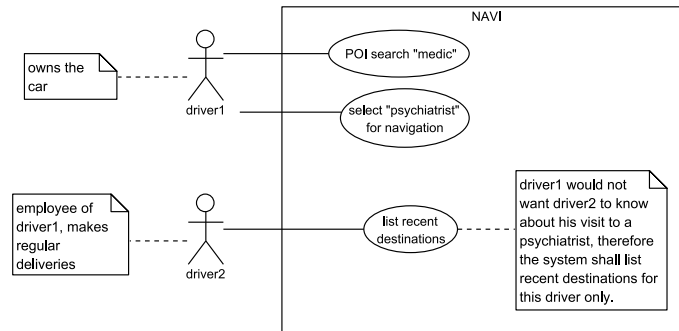 NAVI
owns the
car
driver1
POI search "medic"
select "psychiatrist"
for navigation
employee of
driver1, makes
regular
deliveries
driver2
list recent
destinations
driver1 would not
want driver2 to know
about his visit to a
psychiatrist, therefore
the system shall list
recent destinations for
this driver only.